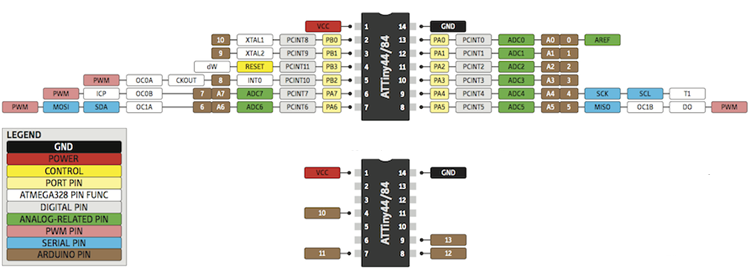 VCC 1 14 GND
10 XTAL1 PCINT8 PB0 2 13 PA0 PCINT0 ADC0 A0 0 AREF
9 XTAL2 PCINT9 PB1 3 12 PA1 PCINT1 ADC1 A1 1
dW RESET PCINT11 PB3 4 11 PA2 PCINT2 ADC2 A2 2
PWM OC0A CKOUT 8 INT0 PCINT10 PB2 5 10 PA3 PCINT3 ADC3 A3 3
PWM ICP OC0B 7 A7 ADC7 PCINT7 PA7 6 9 PA4 PCINT4 ADC4 A4 4 SCK SCL T1
PWM MOSI SDA OC1A 6 A6 ADC6 PCINT6 PA6 7 8 PA5 PCINT5 ADC5 A5 5 MISO OC1B DO PWM
ATTiny44/84
LEGEND
GND
POWER
CONTROL
PORT PIN
ATMEGA328 PIN FUNC
DIGITAL PIN
ANALOG-RELATED PIN
PWM PIN
SERIAL PIN
ARDUINO PIN
VCC 1 14 GND
2 13
3 12
10 4 11
5 10
6 9 13
11 7 8 12
ATTiny44/84